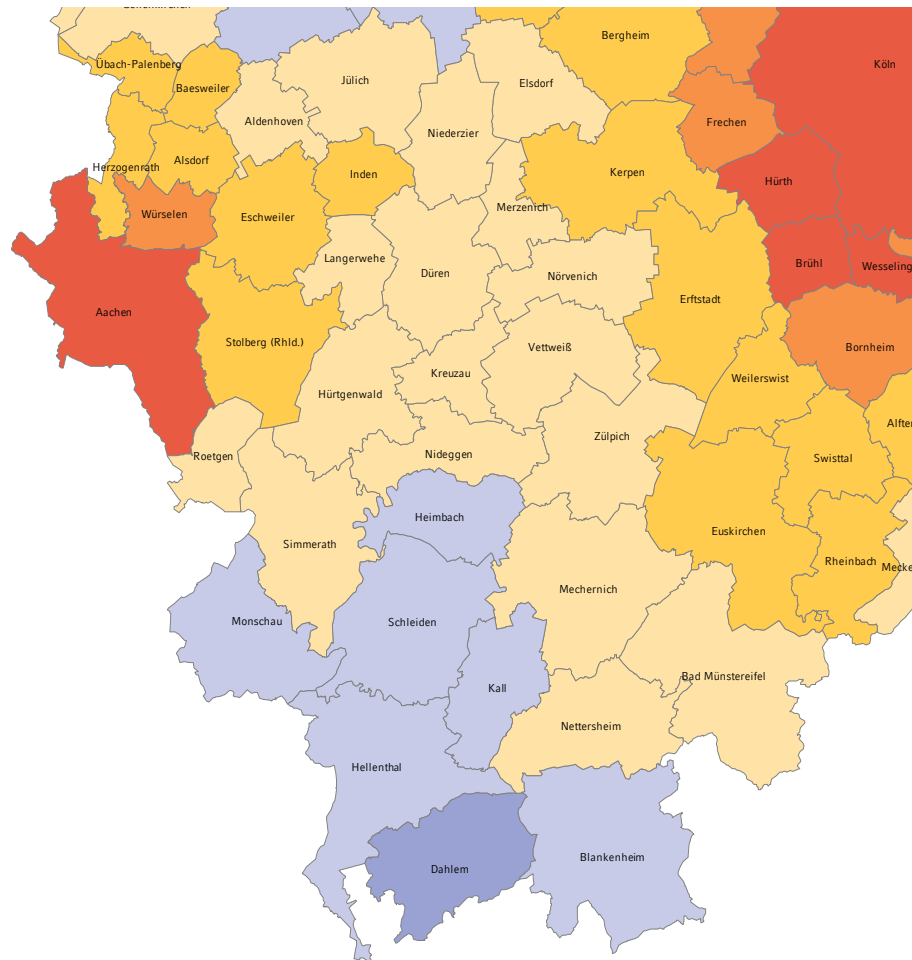 Bergheim
Übach-Palenberg
Köln
Jülich
Elsdorf
Baesweiler
Aldenhoven
Frechen
Niederzier
Alsdorf
Herzogenrath
Inden
Kerpen
Hürth
Merzenich
Würselen
Eschweiler
Langerwehe
Düren
Nörvenich
Brühl
Wesseling
Erftstadt
Aachen
Stolberg (Rhld.)
Vettweiß
Bornheim
Kreuzau
Weilerswist
Hürtgenwald
Alfter
Zülpich
Roetgen
Nideggen
Swisttal
Heimbach
Euskirchen
Simmerath
Rheinbach
Mecke
Mechernich
Monschau
Schleiden
Bad Münstereifel
Kall
Nettersheim
Hellenthal
Blankenheim
Dahlem